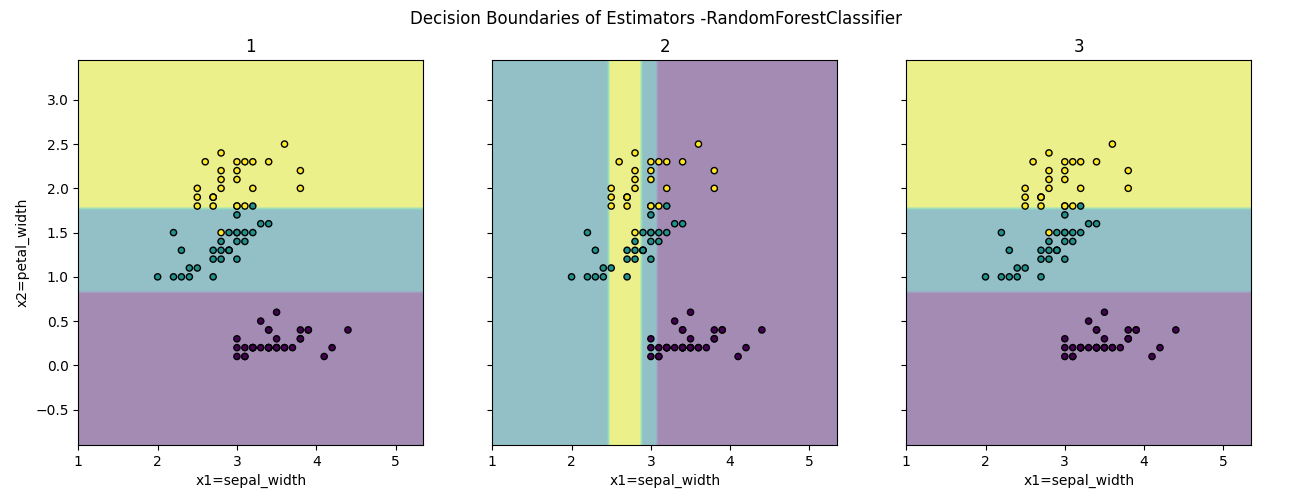 Decision Boundaries of Estimators -RandomForestClassifier
1
2
3
x2=petal_width
3.0
2.5
2.0
1.5
1.0
0.5
0.0
−0.5
1 2 3 4 5
1 2 3 4 5
1 2 3 4 5
x1=sepal_width
x1=sepal_width
x1=sepal_width